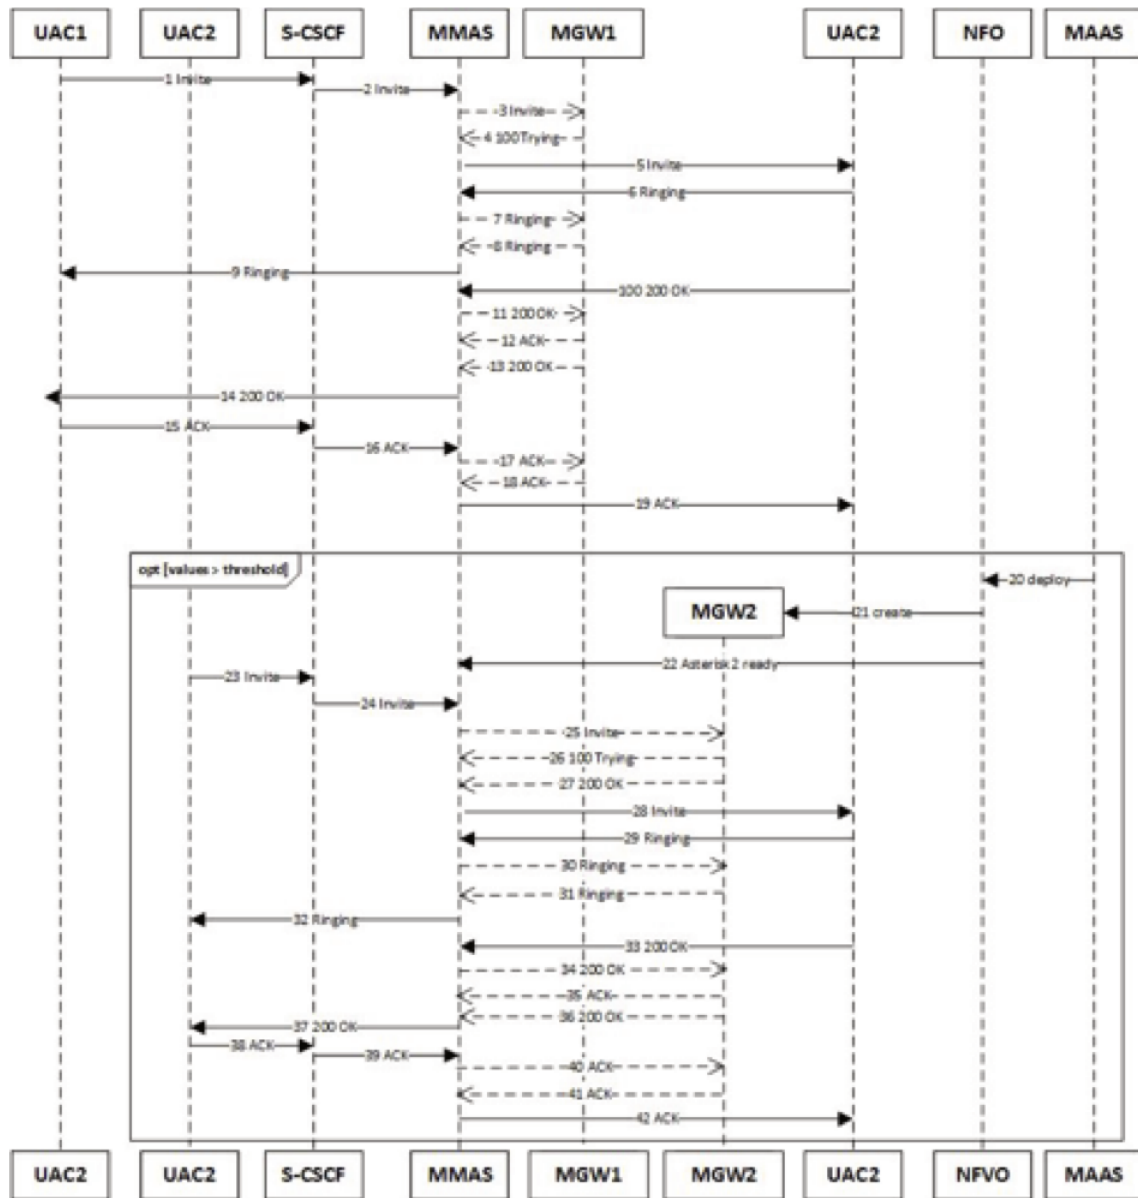 UAC1 UAC2 S-CSCF MMAS MGW1 UAC2 NFO MAAS
1 Invite
2 Invite
3 Invite
4 100 Trying
5 Invite
6 Ringing
7 Ringing
8 Ringing
9 Ringing
100 200 OK
11 200 OK
12 ACK
13 200 OK
14 200 OK
15 ACK
16 ACK
17 ACK
18 ACK
19 ACK
opt [values > threshold]
20 deploy
MGW2
21 create
22 Asterisk 2 ready
23 Invite
24 Invite
25 Invite
26 100 Trying
27 200 OK
28 Invite
29 Ringing
30 Ringing
31 Ringing
32 Ringing
33 200 OK
34 200 OK
35 ACK
36 200 OK
37 200 OK
38 ACK
39 ACK
40 ACK
41 ACK
42 ACK
UAC2 UAC2 S-CSCF MMAS MGW1 MGW2 UAC2 NFVO MAAS